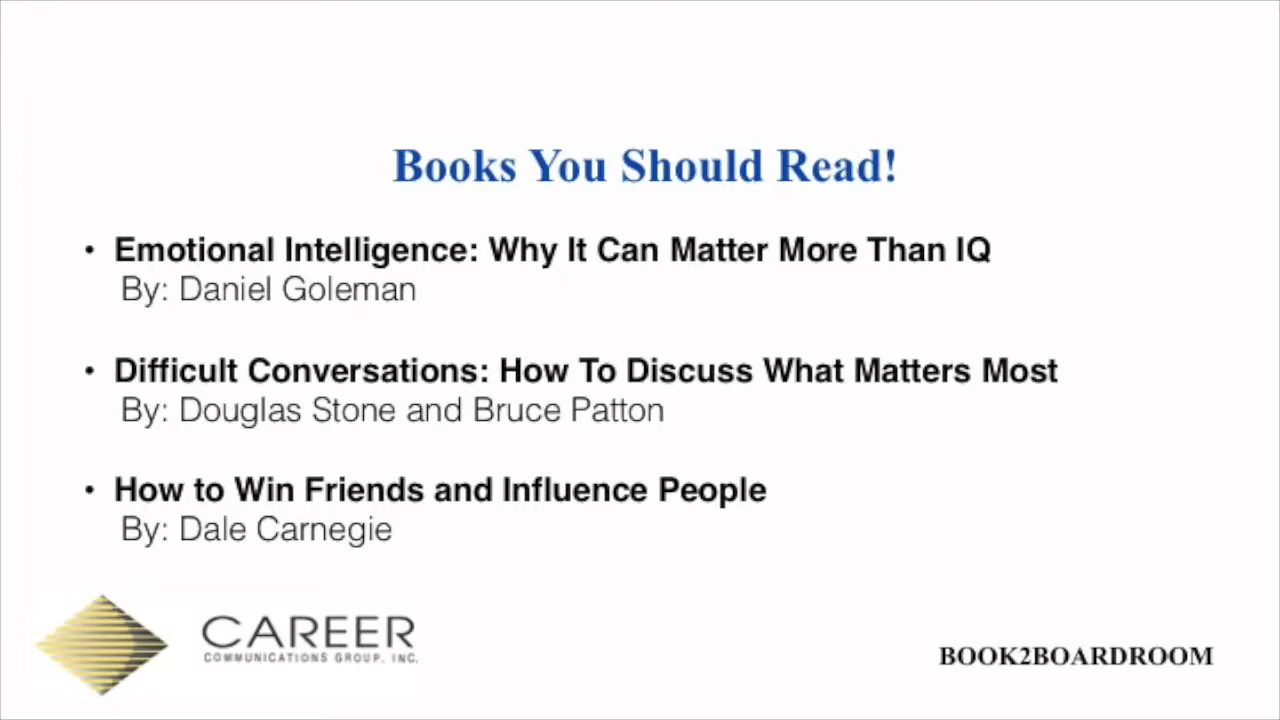 Books You Should Read!
• Emotional Intelligence: Why It Can Matter More Than IQ
By: Daniel Goleman
• Difficult Conversations: How To Discuss What Matters Most
By: Douglas Stone and Bruce Patton
• How to Win Friends and Influence People
By: Dale Carnegie
CAREER
COMMUNICATIONS GROUP, INC.
BOOK2BOARDROOM